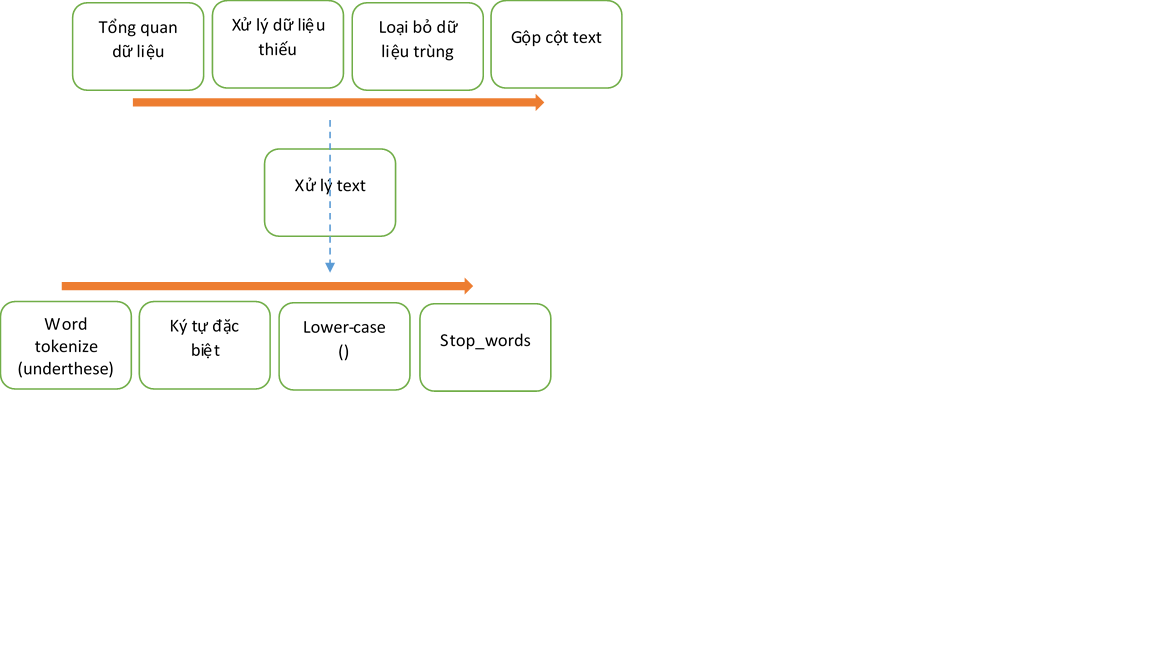 Tổng quan
dữ liệu
Xử lý dữ liệu
thiếu
Loại bỏ dữ
liệu trùng
Gộp cột text
Xử lý text
Word
tokenize
(underthese)
Ký tự đặc
biệt
Lower-case
()
Stop_words